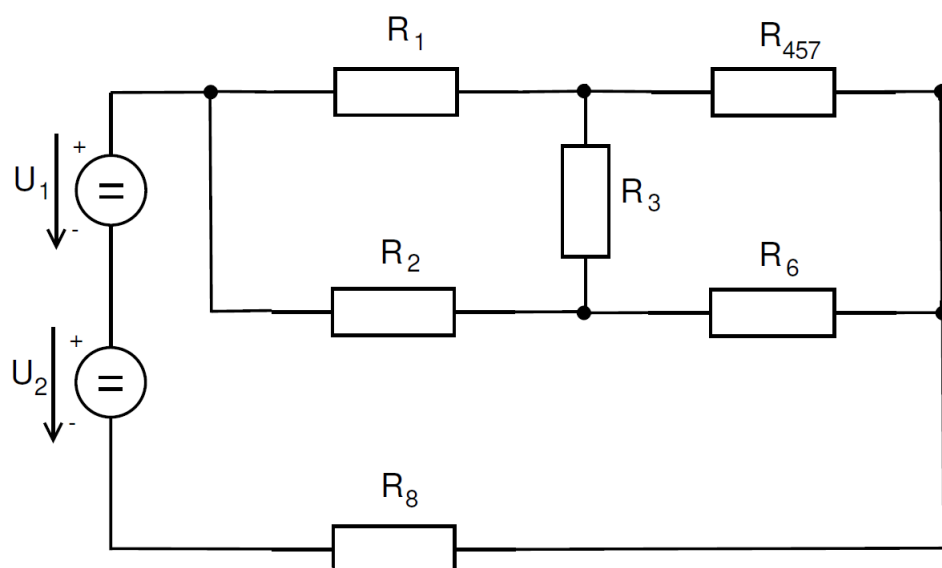 R1
R457
+
U1
=
-
R3
R2
R6
+
U2
=
-
R8